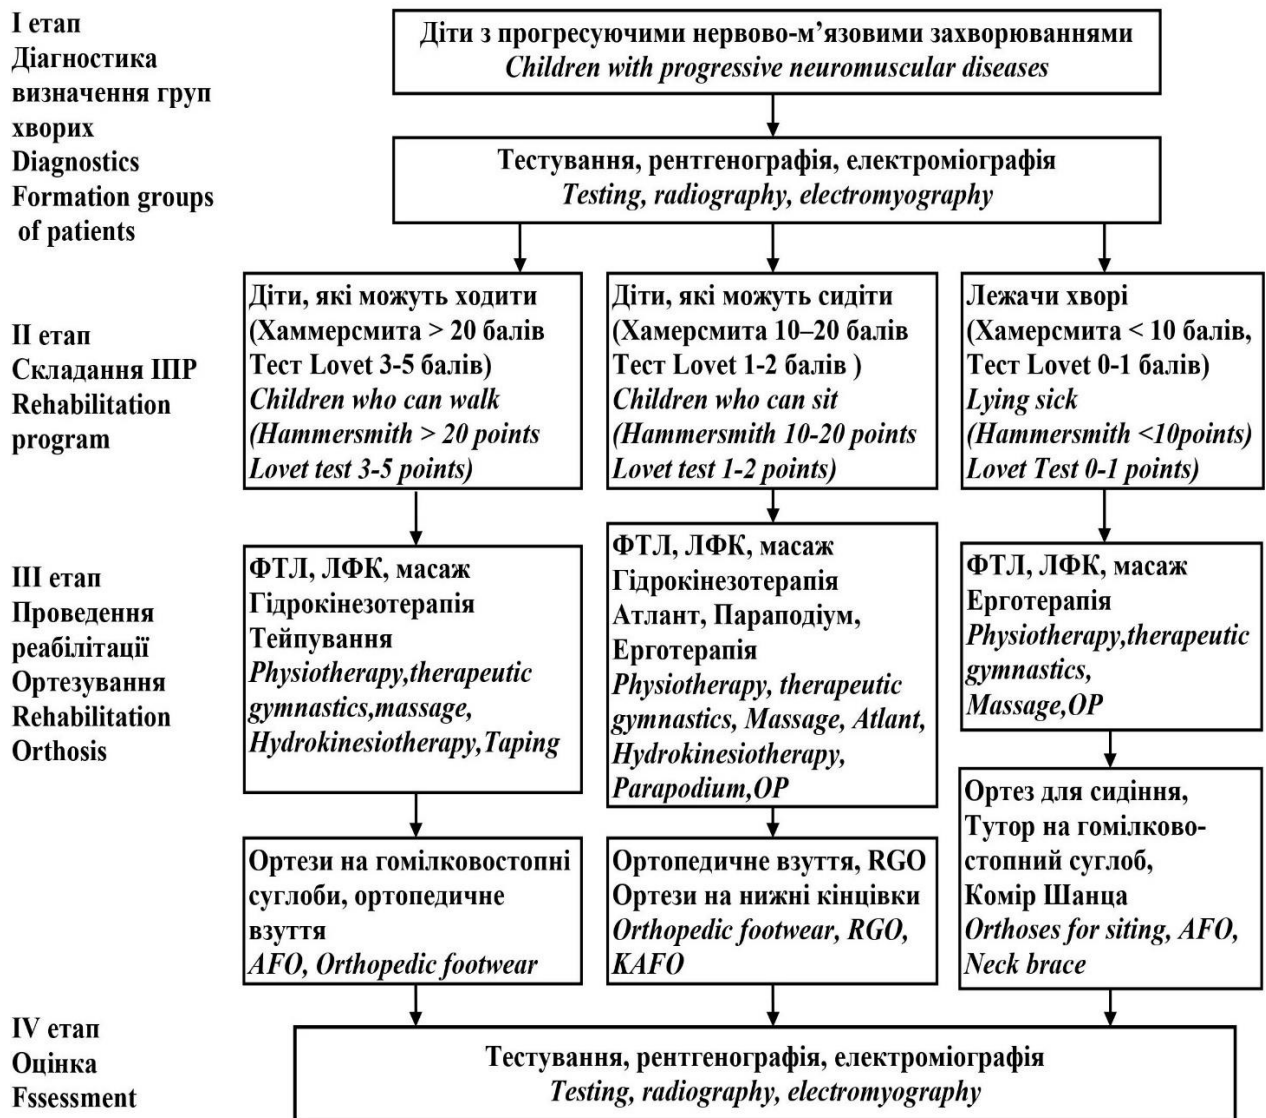 І етап
Діагностика
визначення груп
хворих
Diagnostics
Formation groups
of patients
Діти з прогресуючими нервово-м’язовими захворюваннями
Children with progressive neuromuscular diseases
Тестування, рентгенографія, електроміографія
Testing, radiography, electromyography
ІІ етап
Складання ІПР
Rehabilitation
program
Діти, які можуть ходити
(Хаммерсмита > 20 балів
Тест Lovet 3-5 балів)
Children who can walk
(Hammersmith > 20 points
Lovet test 3-5 points)
Діти, які можуть сидіти
(Хамерсмита 10–20 балів
Тест Lovet 1-2 балів )
Children who can sit
(Hammersmith 10-20 points
Lovet test 1-2 points)
Лежачи хворі
(Хамерсмита < 10 балів,
Тест Lovet 0-1 балів)
Lying sick
(Hammersmith <10points)
Lovet Test 0-1 points)
ІІІ етап
Проведення
реабілітації
Ортезування
Rehabilitation
Orthosis
ФТЛ, ЛФК, масаж
Гідрокінезотерапія
Тейпування
Physiotherapy,therapeutic
gymnastics,massage,
Hydrokinesiotherapy,Taping
ФТЛ, ЛФК, масаж
Гідрокінезотерапія
Атлант, Параподіум,
Ерготерапія
Physiotherapy, therapeutic
gymnastics, Massage, Atlant,
Hydrokinesiotherapy,
Parapodium,OP
ФТЛ, ЛФК, масаж
Ерготерапія
Physiotherapy,therapeutic
gymnastics,
Massage,OP
Ортези на гомілковостопні
суглоби, ортопедичне
взуття
AFO, Orthopedic footwear
Ортопедичне взуття, RGO
Ортези на нижні кінцівки
Orthopedic footwear, RGO,
KAFO
Ортез для сидіння,
Тутор на гомілково-
стопний суглоб,
Комір Шанца
Orthoses for siting, AFO,
Neck brace
IV етап
Оцінка
Fssessment
Тестування, рентгенографія, електроміографія
Testing, radiography, electromyography